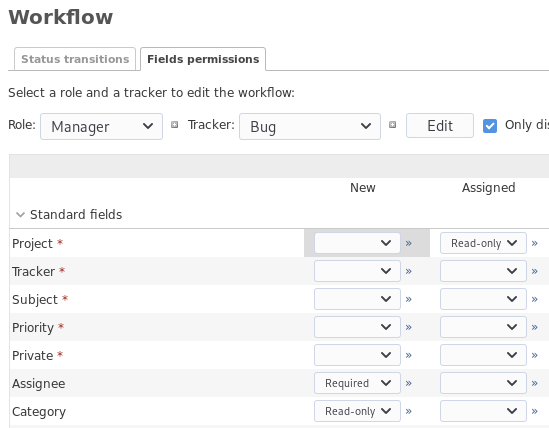 Workflow
Status transitions Fields permissions
Select a role and a tracker to edit the workflow:
Role: Manager Tracker: Bug Edit Only dis
New Assigned
Standard fields
Project * » Read-only »
Tracker * » »
Subject * » »
Priority * » »
Private * » »
Assignee Required » »
Category Read-only » »